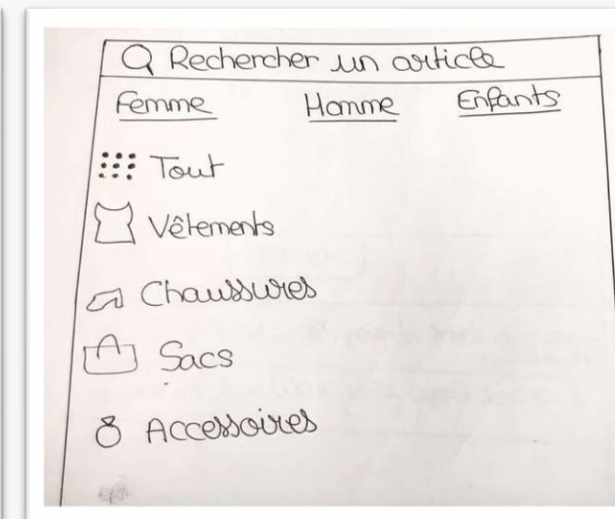 Rechercher un article
Femme Homme Enfants
Tout
Vêtements
Chaussures
Sacs
Accessoires